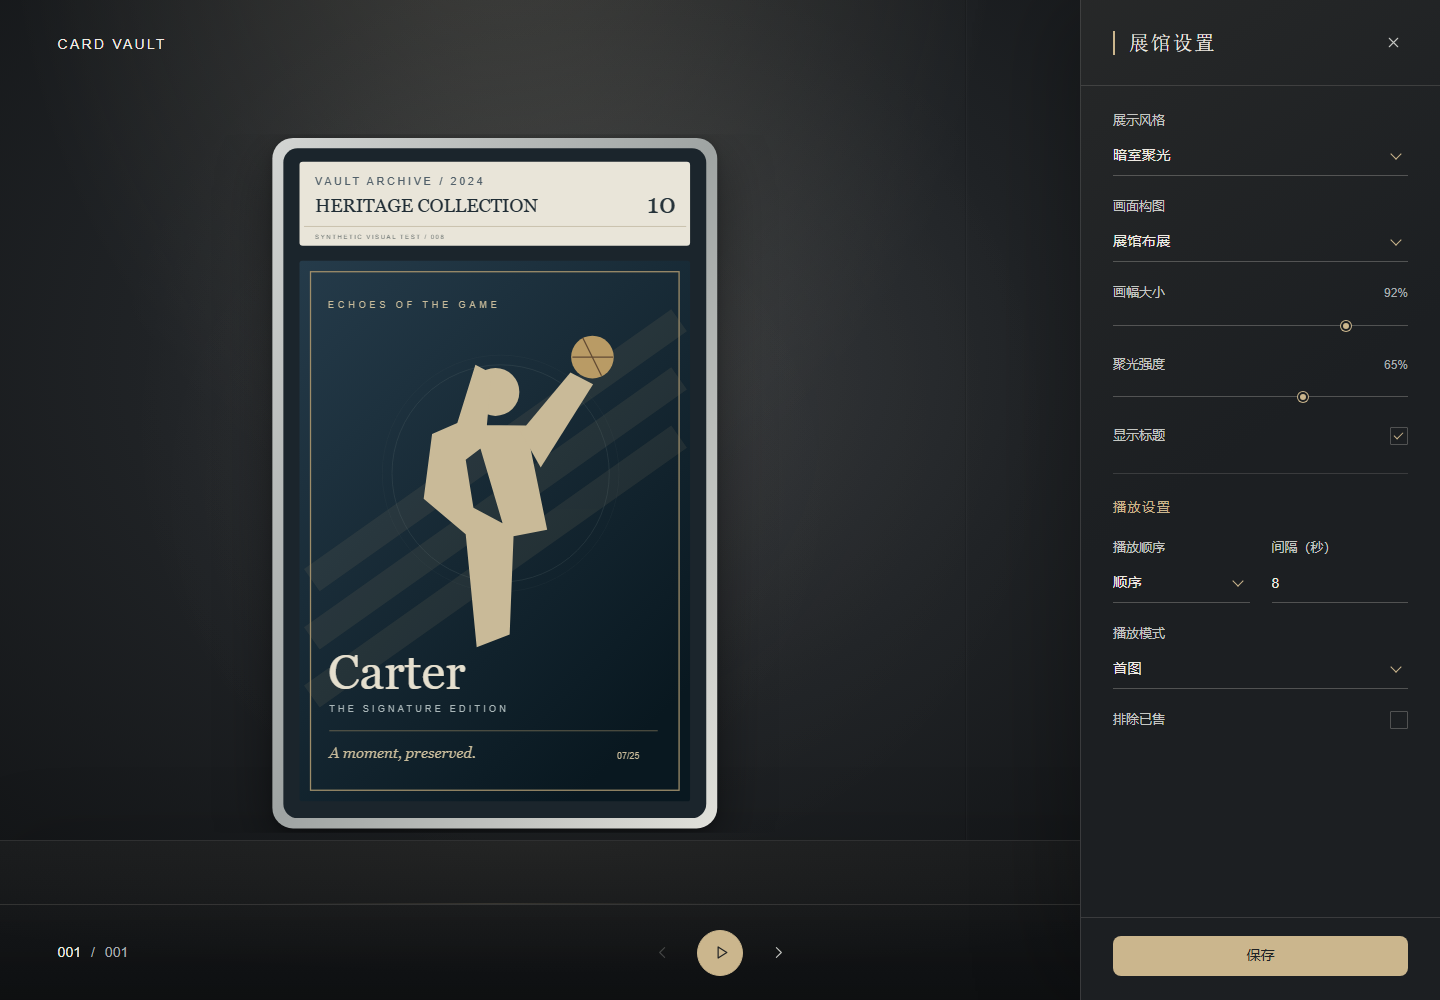 CARD VAULT
VAULT ARCHIVE / 2024
HERITAGE COLLECTION 10
SYNTHETIC VISUAL TEST / 008
ECHOES OF THE GAME
Carter
THE SIGNATURE EDITION
A moment, preserved. 07/25
001 / 001
展馆设置
展示风格
暗室聚光
画面构图
展馆布展
画幅大小 92%
聚光强度 65%
显示标题
播放设置
播放顺序 间隔（秒）
顺序 8
播放模式
首图
排除已售
保存